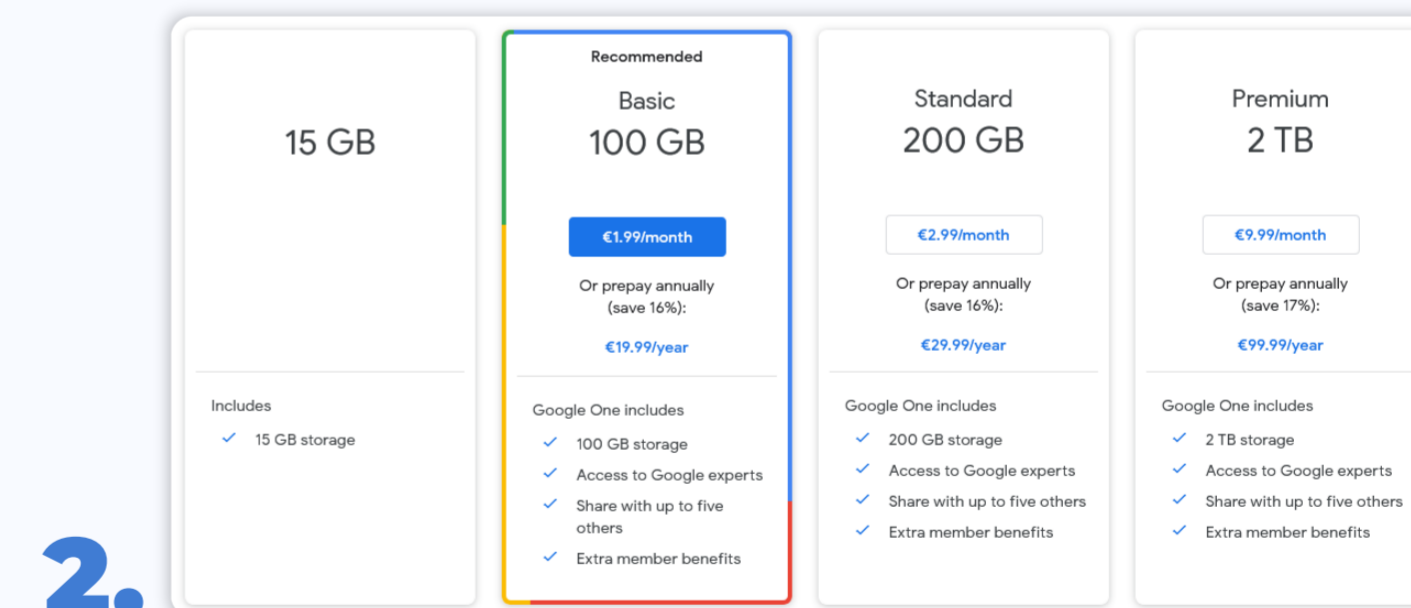 15 GB
Includes
15 GB storage
Recommended
Basic
100 GB
€1.99/month
Or prepay annually
(save 16%):
€19.99/year
Google One includes
100 GB storage
Access to Google experts
Share with up to five
others
Extra member benefits
Standard
200 GB
€2.99/month
Or prepay annually
(save 16%):
€29.99/year
Google One includes
200 GB storage
Access to Google experts
Share with up to five others
Extra member benefits
Premium
2 TB
€9.99/month
Or prepay annually
(save 17%):
€99.99/year
Google One includes
2 TB storage
Access to Google experts
Share with up to five others
Extra member benefits
2.